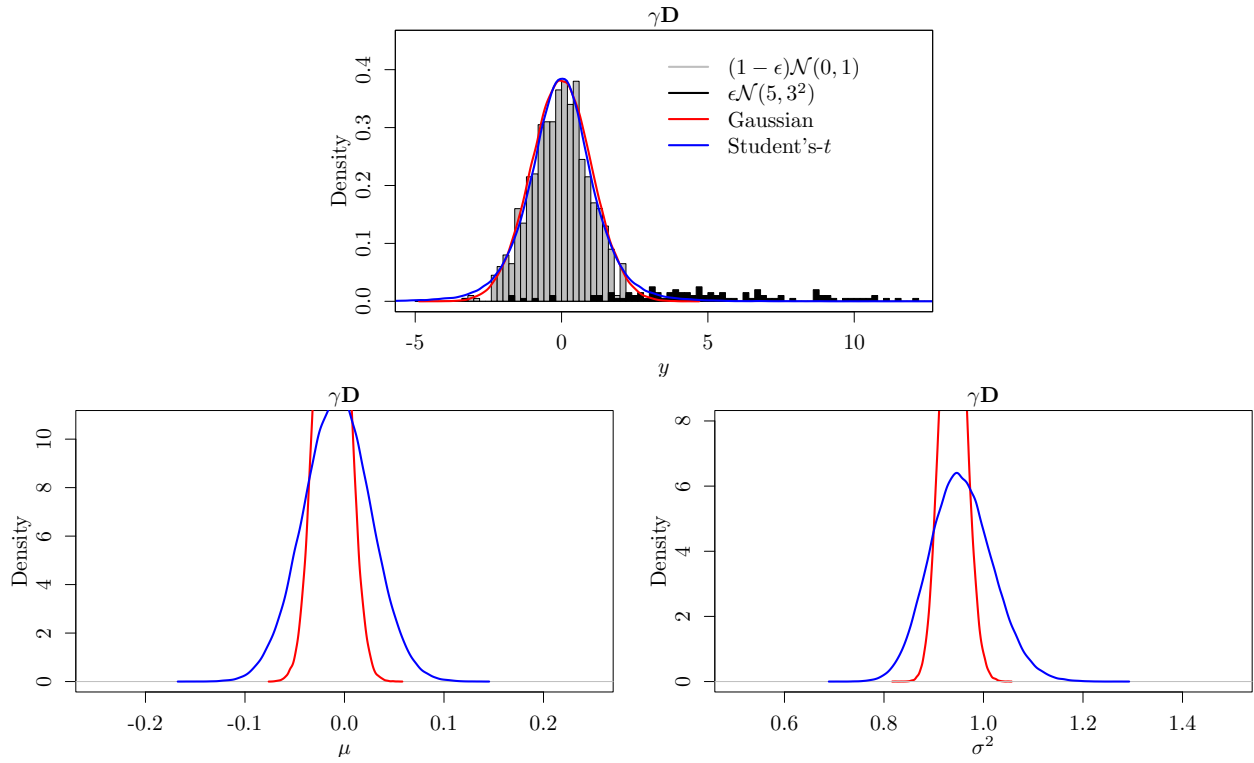 γD
(1 − ϵ)𝒩(0, 1)
ϵ𝒩(5, 3²)
Gaussian
Student's-t
Density
0.0 0.1 0.2 0.3 0.4
-5 0 5 10
y
γD
Density
0 2 4 6 8 10
-0.2 -0.1 0.0 0.1 0.2
μ
γD
Density
0 2 4 6 8
0.6 0.8 1.0 1.2 1.4
σ²